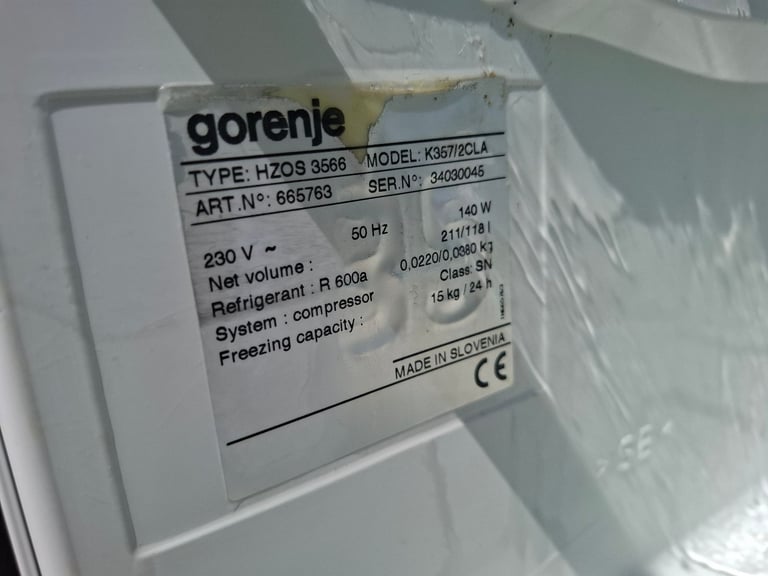 gorenje
TYPE: HZOS 3566 MODEL: K357/2CLA
ART.Nº: 665763 SER.Nº: 34030045
230 V ~ 50 Hz 140 W
Net volume : 211/118 l
Refrigerant : R 600a 0,0220/0,0380 kg
System : compressor Class: SN
Freezing capacity : 15 kg / 24 h
MADE IN SLOVENIA
CE